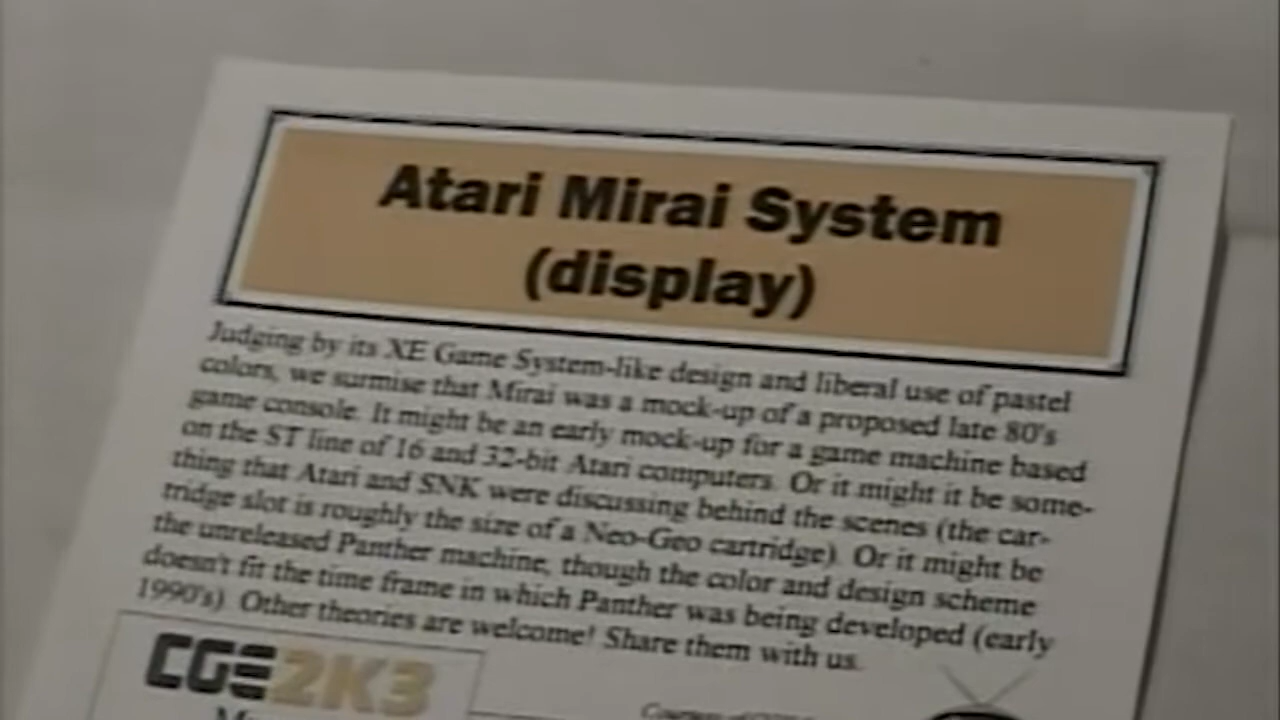 Atari Mirai System
(display)
Judging by its XE Game System-like design and liberal use of pastel
colors, we surmise that Mirai was a mock-up of a proposed late 80's
game console. It might be an early mock-up for a game machine based
on the ST line of 16 and 32-bit Atari computers. Or it might it be some-
thing that Atari and SNK were discussing behind the scenes (the car-
tridge slot is roughly the size of a Neo-Geo cartridge). Or it might be
the unreleased Panther machine, though the color and design scheme
doesn't fit the time frame in which Panther was being developed (early
1990's). Other theories are welcome! Share them with us.
CGE2K3
Courtesy of